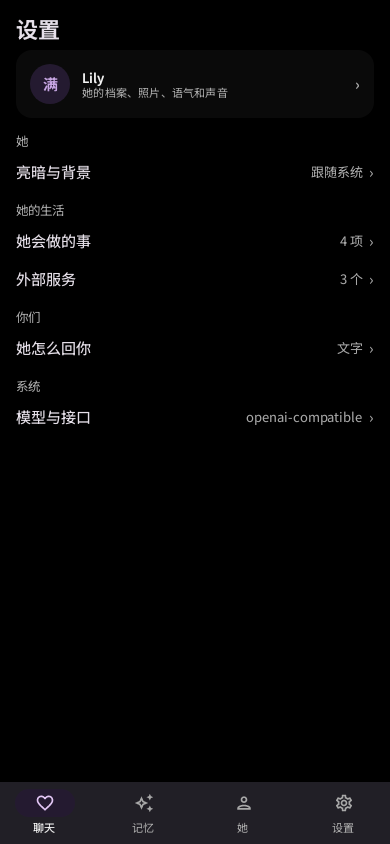 设置
满
Lily
她的档案、照片、语气和声音
›
她
亮暗与背景 跟随系统 ›
她的生活
她会做的事 4 项 ›
外部服务 3 个 ›
你们
她怎么回你 文字 ›
系统
模型与接口 openai-compatible ›
聊天 记忆 她 设置